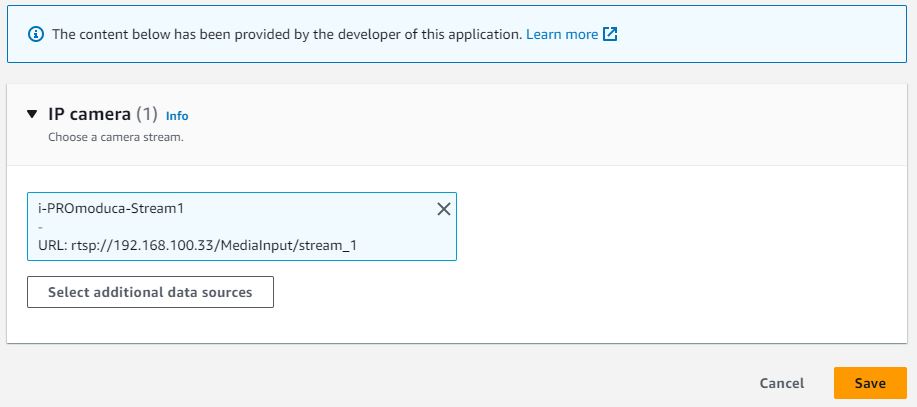 The content below has been provided by the developer of this application. Learn more
IP camera (1) Info
Choose a camera stream.
i-PROmoduca-Stream1
-
URL: rtsp://192.168.100.33/MediaInput/stream_1
Select additional data sources
Cancel Save